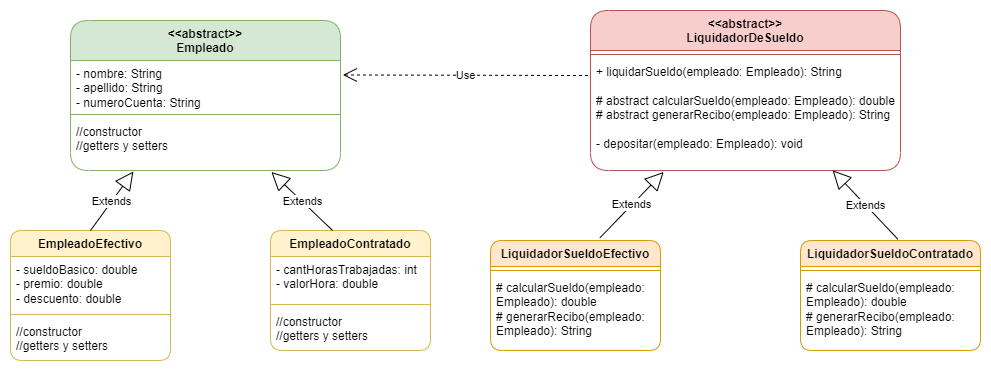 <<abstract>>
Empleado
- nombre: String
- apellido: String
- numeroCuenta: String
//constructor
//getters y setters
Use
<<abstract>>
LiquidadorDeSueldo
+ liquidarSueldo(empleado: Empleado): String
# abstract calcularSueldo(empleado: Empleado): double
# abstract generarRecibo(empleado: Empleado): String
- depositar(empleado: Empleado): void
Extends
Extends
Extends
Extends
EmpleadoEfectivo
- sueldoBasico: double
- premio: double
- descuento: double
//constructor
//getters y setters
EmpleadoContratado
- cantHorasTrabajadas: int
- valorHora: double
//constructor
//getters y setters
LiquidadorSueldoEfectivo
# calcularSueldo(empleado:
Empleado): double
# generarRecibo(empleado:
Empleado): String
LiquidadorSueldoContratado
# calcularSueldo(empleado:
Empleado): double
# generarRecibo(empleado:
Empleado): String